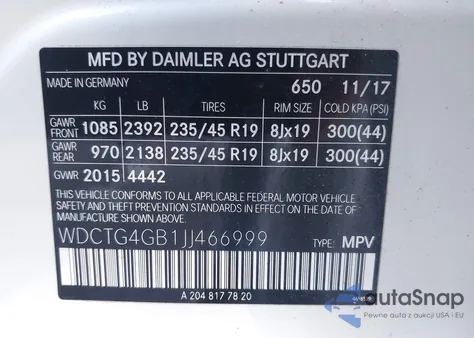 MFD BY DAIMLER AG STUTTGART
MADE IN GERMANY 650 11/17
KG LB TIRES RIM SIZE COLD KPA (PSI)
GAWR FRONT 1085 2392 235/45 R19 8Jx19 300(44)
GAWR REAR 970 2138 235/45 R19 8Jx19 300(44)
GVWR 2015 4442
THIS VEHICLE CONFORMS TO ALL APPLICABLE FEDERAL MOTOR VEHICLE SAFETY, BUMPER, AND THEFT PREVENTION STANDARDS
IN EFFECT ON THE DATE OF MANUFACTURE SHOWN ABOVE.
WDCTG4GB1JJ466999 TYPE: MPV
A 204 817 78 20
autoSnap
Pewne auta z aukcji USA i EU